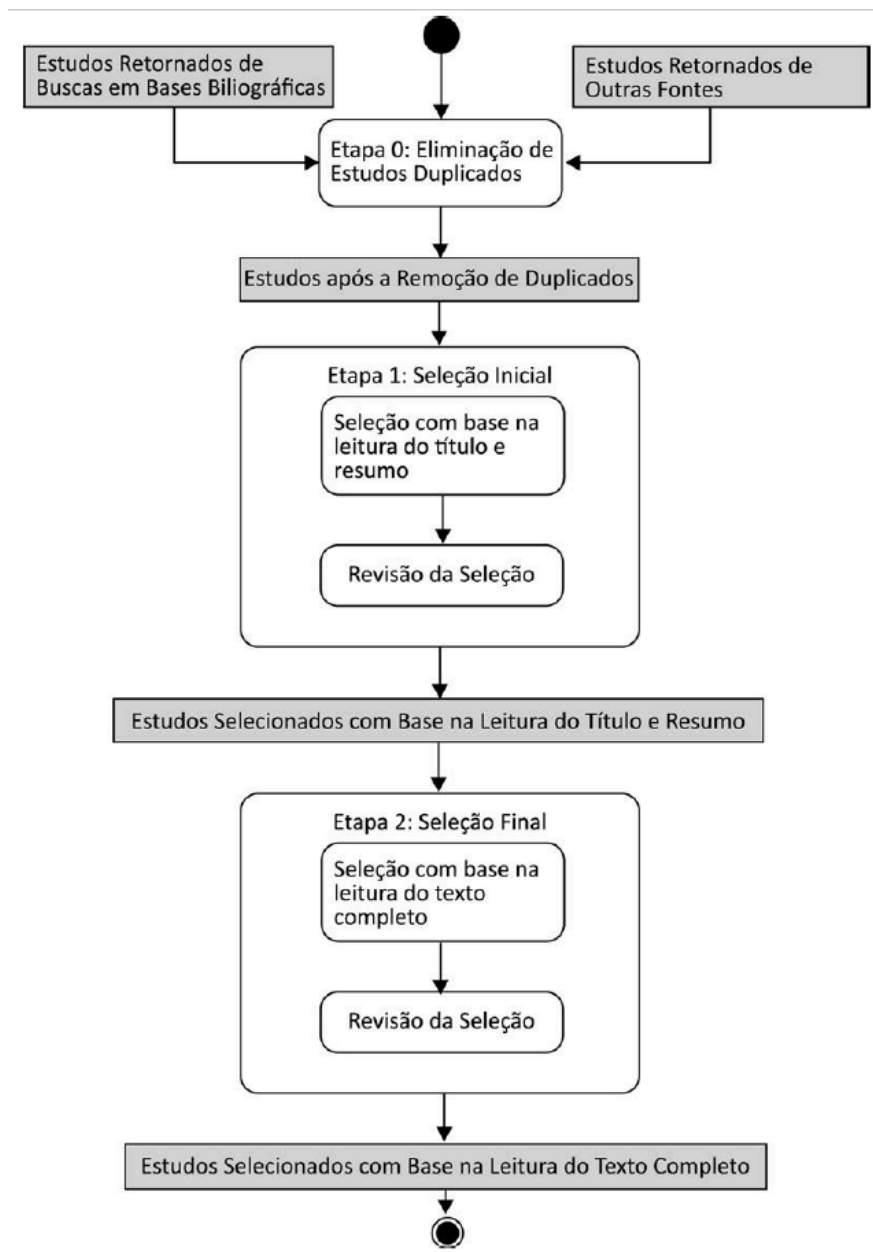 Estudos Retornados de
Buscas em Bases Biliográficas
Estudos Retornados de
Outras Fontes
Etapa 0: Eliminação de
Estudos Duplicados
Estudos após a Remoção de Duplicados
Etapa 1: Seleção Inicial
Seleção com base na
leitura do título e
resumo
Revisão da Seleção
Estudos Selecionados com Base na Leitura do Título e Resumo
Etapa 2: Seleção Final
Seleção com base na
leitura do texto
completo
Revisão da Seleção
Estudos Selecionados com Base na Leitura do Texto Completo